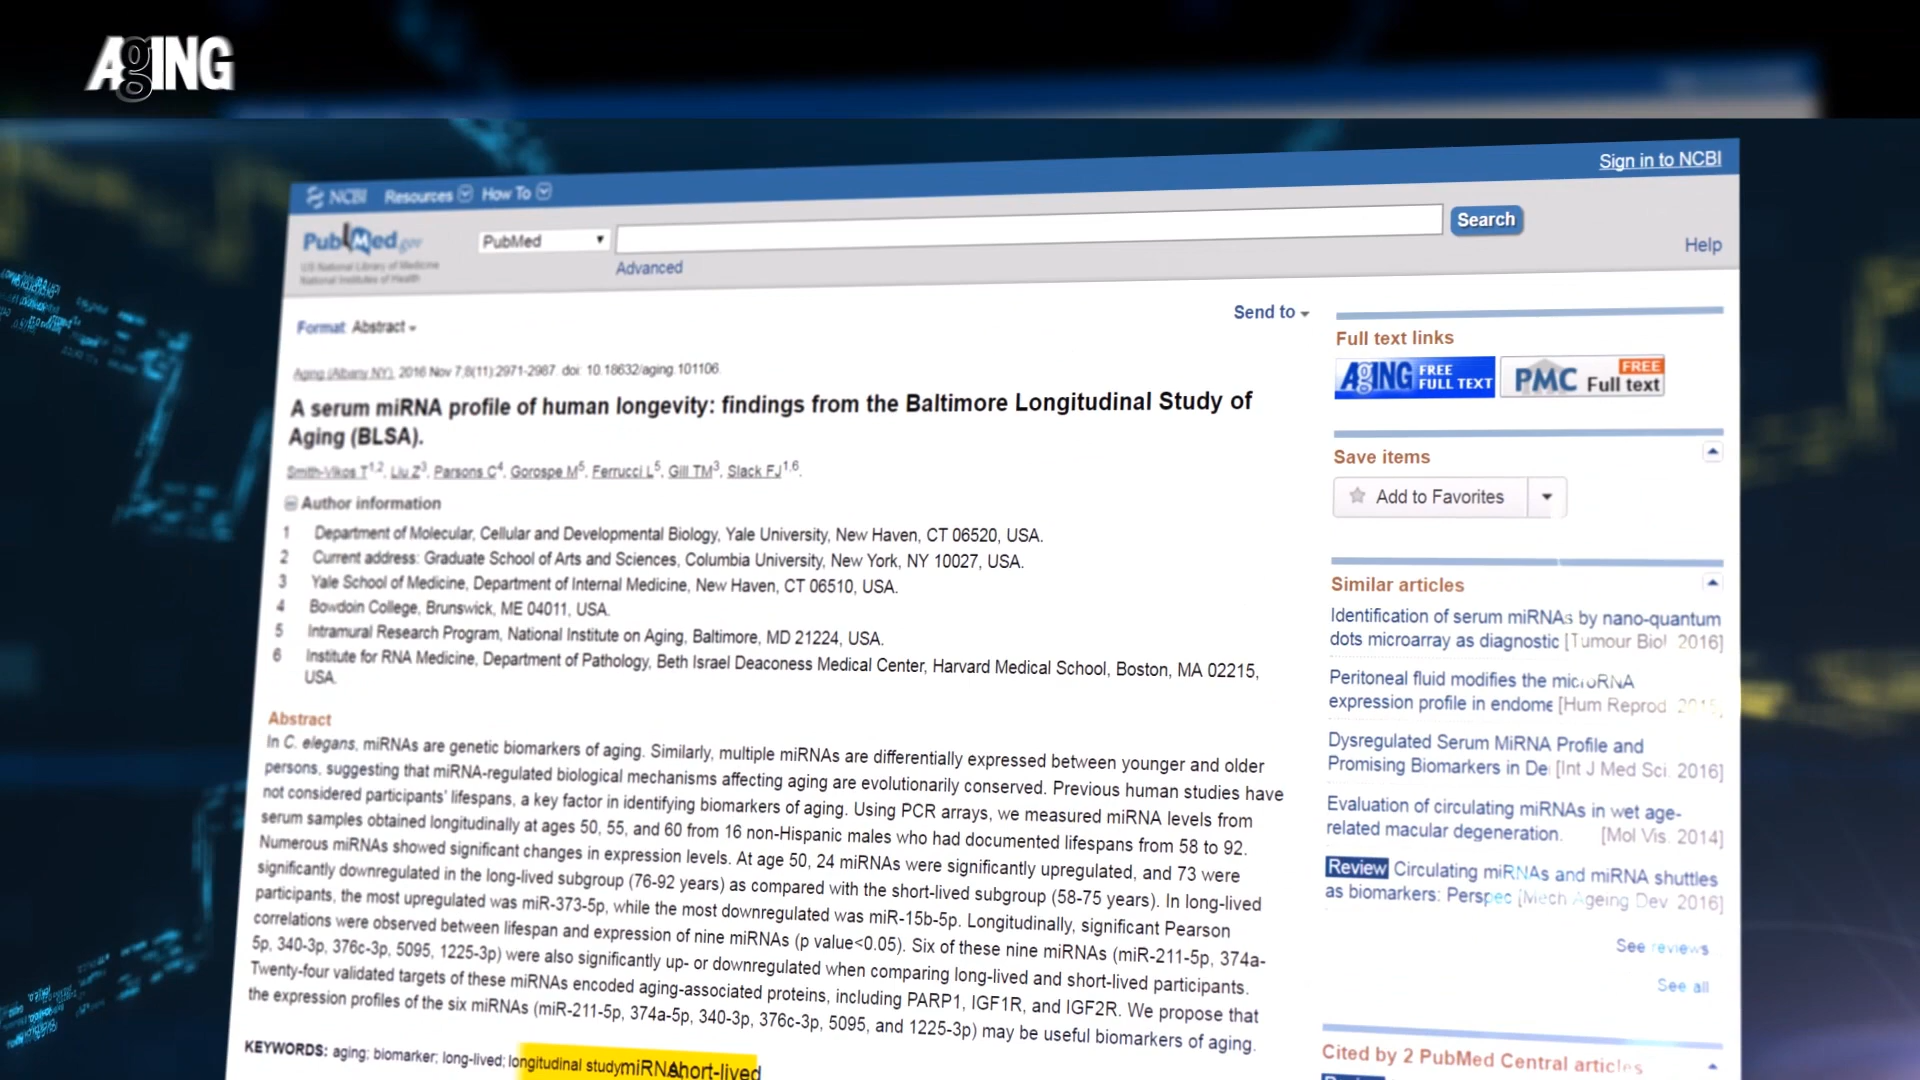 AgING
Sign in to NCBI
NCBI Resources How To
PubMed.gov
US National Library of Medicine
National Institutes of Health
PubMed
Search
Advanced
Help
Format: Abstract
Send to
Aging (Albany NY). 2016 Nov 7;8(11):2971-2987. doi: 10.18632/aging.101106.
A serum miRNA profile of human longevity: findings from the Baltimore Longitudinal Study of
Aging (BLSA).
Smith-Vikos T1,2, Liu Z3, Parsons C4, Gorospe M5, Ferrucci L5, Gill TM3, Slack FJ1,6.
Author information
1 Department of Molecular, Cellular and Developmental Biology, Yale University, New Haven, CT 06520, USA.
2 Current address: Graduate School of Arts and Sciences, Columbia University, New York, NY 10027, USA.
3 Yale School of Medicine, Department of Internal Medicine, New Haven, CT 06510, USA.
4 Bowdoin College, Brunswick, ME 04011, USA.
5 Intramural Research Program, National Institute on Aging, Baltimore, MD 21224, USA.
6 Institute for RNA Medicine, Department of Pathology, Beth Israel Deaconess Medical Center, Harvard Medical School, Boston, MA 02215,
USA.
Abstract
In C. elegans, miRNAs are genetic biomarkers of aging. Similarly, multiple miRNAs are differentially expressed between younger and older
persons, suggesting that miRNA-regulated biological mechanisms affecting aging are evolutionarily conserved. Previous human studies have
not considered participants' lifespans, a key factor in identifying biomarkers of aging. Using PCR arrays, we measured miRNA levels from
serum samples obtained longitudinally at ages 50, 55, and 60 from 16 non-Hispanic males who had documented lifespans from 58 to 92.
Numerous miRNAs showed significant changes in expression levels. At age 50, 24 miRNAs were significantly upregulated, and 73 were
significantly downregulated in the long-lived subgroup (76-92 years) as compared with the short-lived subgroup (58-75 years). In long-lived
participants, the most upregulated was miR-373-5p, while the most downregulated was miR-15b-5p. Longitudinally, significant Pearson
correlations were observed between lifespan and expression of nine miRNAs (p value<0.05). Six of these nine miRNAs (miR-211-5p, 374a-
5p, 340-3p, 376c-3p, 5095, 1225-3p) were also significantly up- or downregulated when comparing long-lived and short-lived participants.
Twenty-four validated targets of these miRNAs encoded aging-associated proteins, including PARP1, IGF1R, and IGF2R. We propose that
the expression profiles of the six miRNAs (miR-211-5p, 374a-5p, 340-3p, 376c-3p, 5095, and 1225-3p) may be useful biomarkers of aging.
KEYWORDS: aging; biomarker; long-lived; longitudinal study miRNA short-lived
Full text links
AgING FREE FULL TEXT
PMC FREE Full text
Save items
Add to Favorites
Similar articles
Identification of serum miRNAs by nano-quantum
dots microarray as diagnostic [Tumour Biol 2016]
Peritoneal fluid modifies the microRNA
expression profile in endome [Hum Reprod 2015]
Dysregulated Serum MiRNA Profile and
Promising Biomarkers in De [Int J Med Sci. 2016]
Evaluation of circulating miRNAs in wet age-
related macular degeneration. [Mol Vis. 2014]
Review Circulating miRNAs and miRNA shuttles
as biomarkers: Perspec [Mech Ageing Dev 2016]
See reviews
See all
Cited by 2 PubMed Central articles